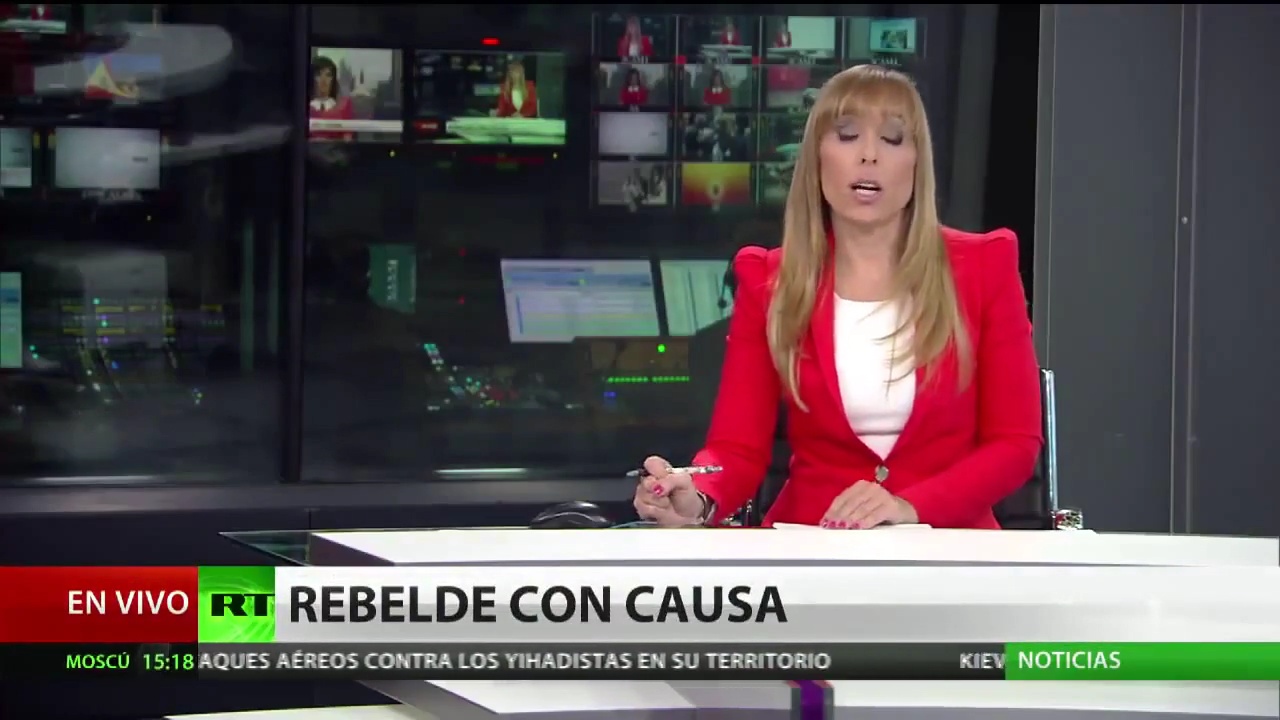 EN VIVO RT REBELDE CON CAUSA
MOSCÚ 15:18 AQUES AÉREOS CONTRA LOS YIHADISTAS EN SU TERRITORIO KIEV NOTICIAS